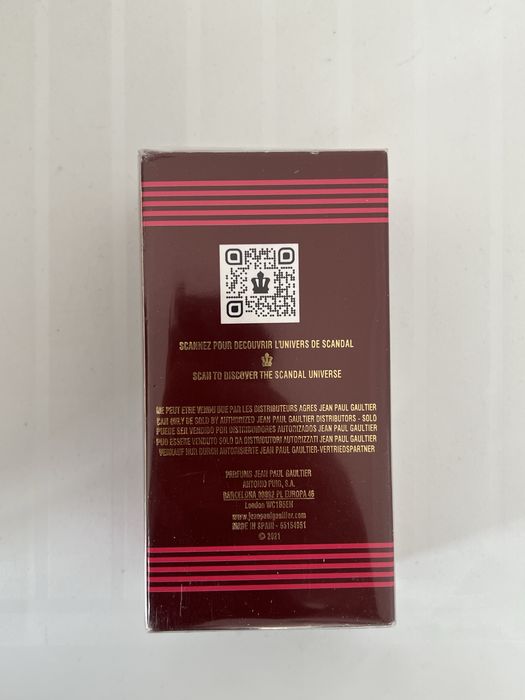 SCANNEZ POUR DECOUVRIR L'UNIVERS DE SCANDAL
SCAN TO DISCOVER THE SCANDAL UNIVERSE
NE PEUT ETRE VENDU QUE PAR LES DISTRIBUTEURS AGREES JEAN PAUL GAULTIER
CAN ONLY BE SOLD BY AUTHORIZED JEAN PAUL GAULTIER DISTRIBUTORS - SOLO
PUEDE SER VENDIDO POR DISTRIBUIDORES AUTORIZADOS JEAN PAUL GAULTIER
PUO ESSERE VENDUTO SOLO DA DISTRIBUTORI AUTORIZZATI JEAN PAUL GAULTIER
VERKAUF NUR DURCH AUTORISIERTE JEAN PAUL GAULTIER-VERTRIEBSPARTNER
PARFUMS JEAN PAUL GAULTIER
ANTONIO PUIG, S.A.
BARCELONA 08902 PL EUROPA 46
London WC1B5EH
www.jeanpaulgaultier.com
MADE IN SPAIN - 65154951
© 2021